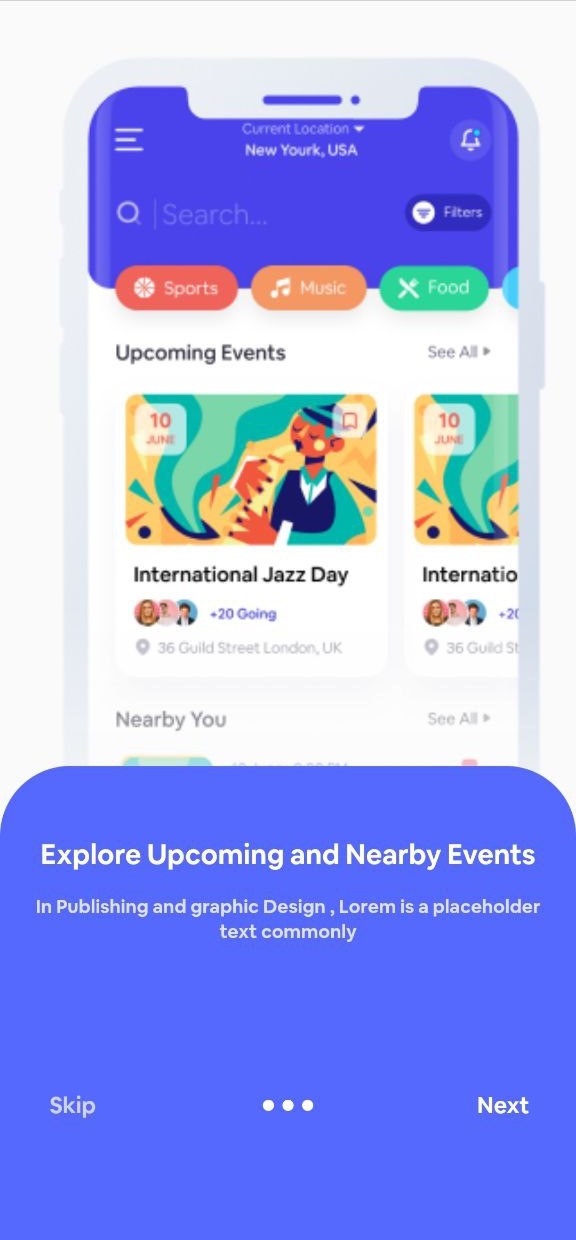 Current Location
New Yourk, USA
Search...
Filters
Sports
Music
Food
Upcoming Events
See All
10
JUNE
10
JUNE
International Jazz Day
Internatio
+20 Going
+20
36 Guild Street London, UK
36 Guild St
Nearby You
See All
Explore Upcoming and Nearby Events
In Publishing and graphic Design , Lorem is a placeholder
text commonly
Skip
Next